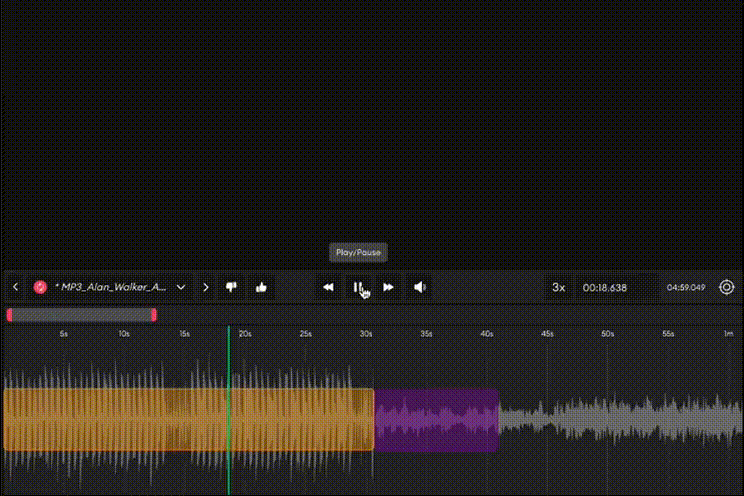 Play/Pause
* MP3_Alan_Walker_A...
3x
00:18.638
04:59.049
5s 10s 15s 20s 25s 30s 35s 40s 45s 50s 55s 1m